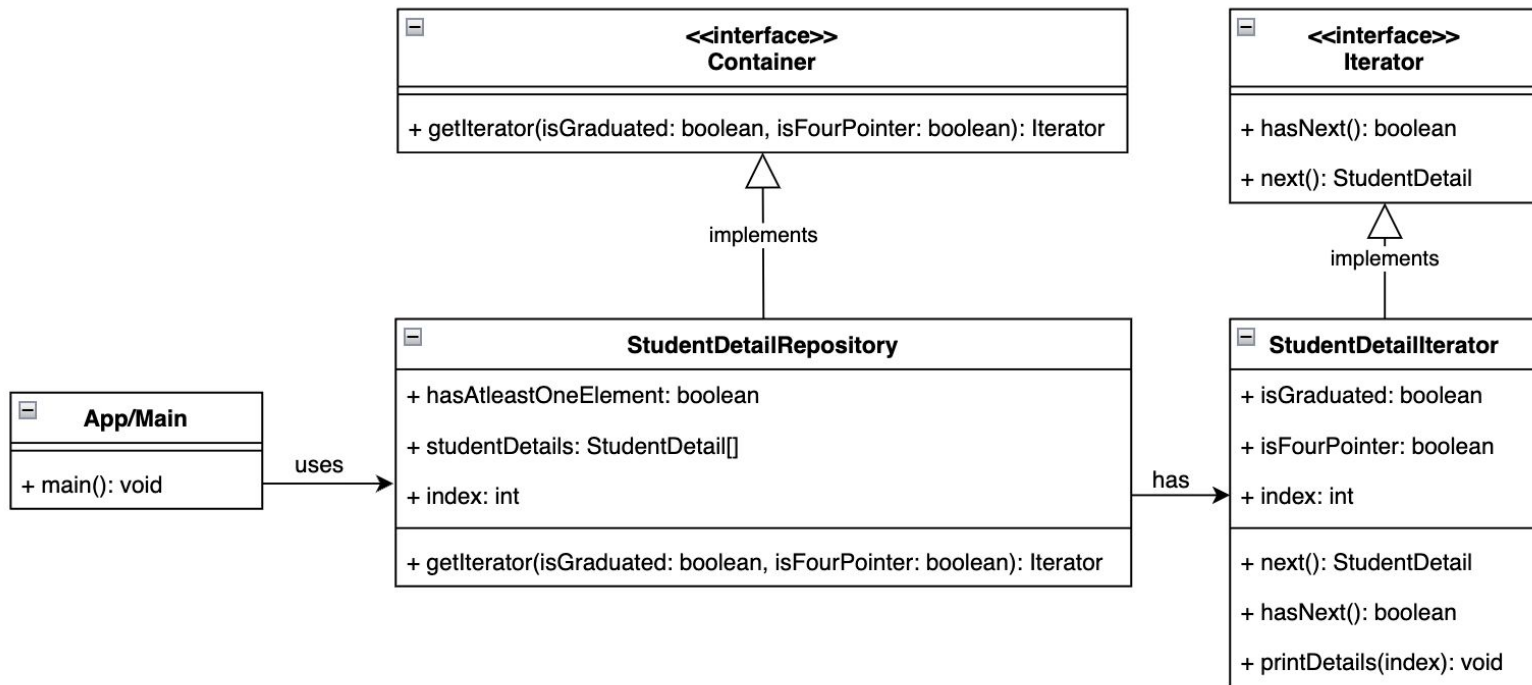 <<interface>>
Container
+ getIterator(isGraduated: boolean, isFourPointer: boolean): Iterator
<<interface>>
Iterator
+ hasNext(): boolean
+ next(): StudentDetail
implements
implements
App/Main
+ main(): void
uses
StudentDetailRepository
+ hasAtleastOneElement: boolean
+ studentDetails: StudentDetail[]
+ index: int
+ getIterator(isGraduated: boolean, isFourPointer: boolean): Iterator
has
StudentDetailIterator
+ isGraduated: boolean
+ isFourPointer: boolean
+ index: int
+ next(): StudentDetail
+ hasNext(): boolean
+ printDetails(index): void